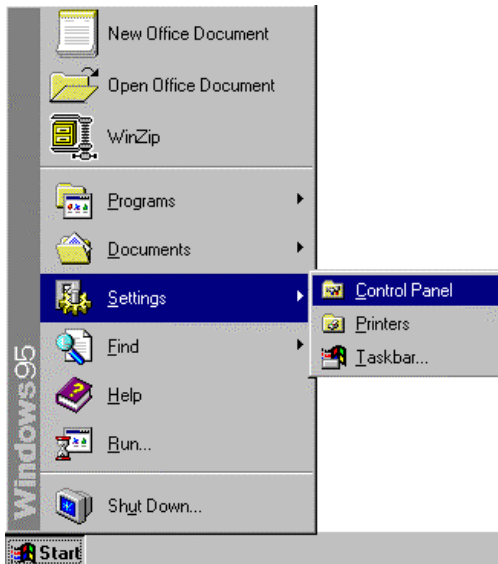 New Office Document
Open Office Document
WinZip
Programs
Documents
Settings
Find
Help
Run...
Shut Down...
Control Panel
Printers
Taskbar...
Windows95
Start